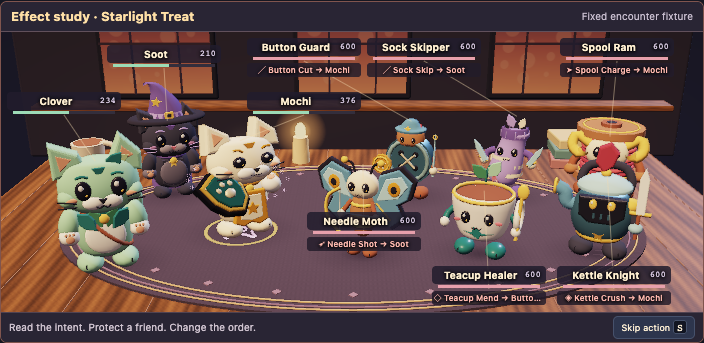 Effect study · Starlight Treat
Fixed encounter fixture
Soot 210
Button Guard 600
Button Cut → Mochi
Sock Skipper 600
Sock Skip → Soot
Spool Ram 600
Spool Charge → Mochi
Clover 234
Mochi 376
Needle Moth 600
Needle Shot → Soot
Teacup Healer 600
Teacup Mend → Butto...
Kettle Knight 600
Kettle Crush → Mochi
Read the intent. Protect a friend. Change the order.
Skip action S